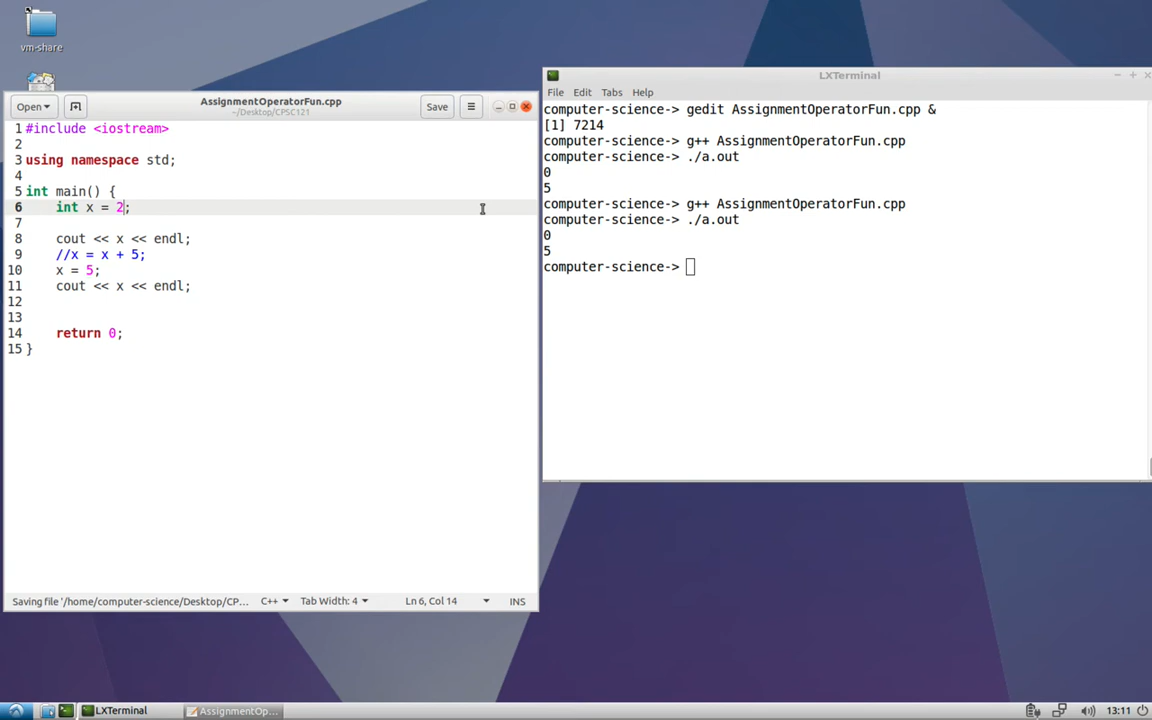 vm-share
Open
AssignmentOperatorFun.cpp
~/Desktop/CPSC121
Save
1 #include <iostream>
2
3 using namespace std;
4
5 int main() {
6 int x = 2;
7
8 cout << x << endl;
9 //x = x + 5;
10 x = 5;
11 cout << x << endl;
12
13
14 return 0;
15 }
Saving file '/home/computer-science/Desktop/CP... C++ Tab Width: 4 Ln 6, Col 14 INS
LXTerminal
File Edit Tabs Help
computer-science-> gedit AssignmentOperatorFun.cpp &
[1] 7214
computer-science-> g++ AssignmentOperatorFun.cpp
computer-science-> ./a.out
0
5
computer-science-> g++ AssignmentOperatorFun.cpp
computer-science-> ./a.out
0
5
computer-science->
LXTerminal AssignmentOp... 13:11